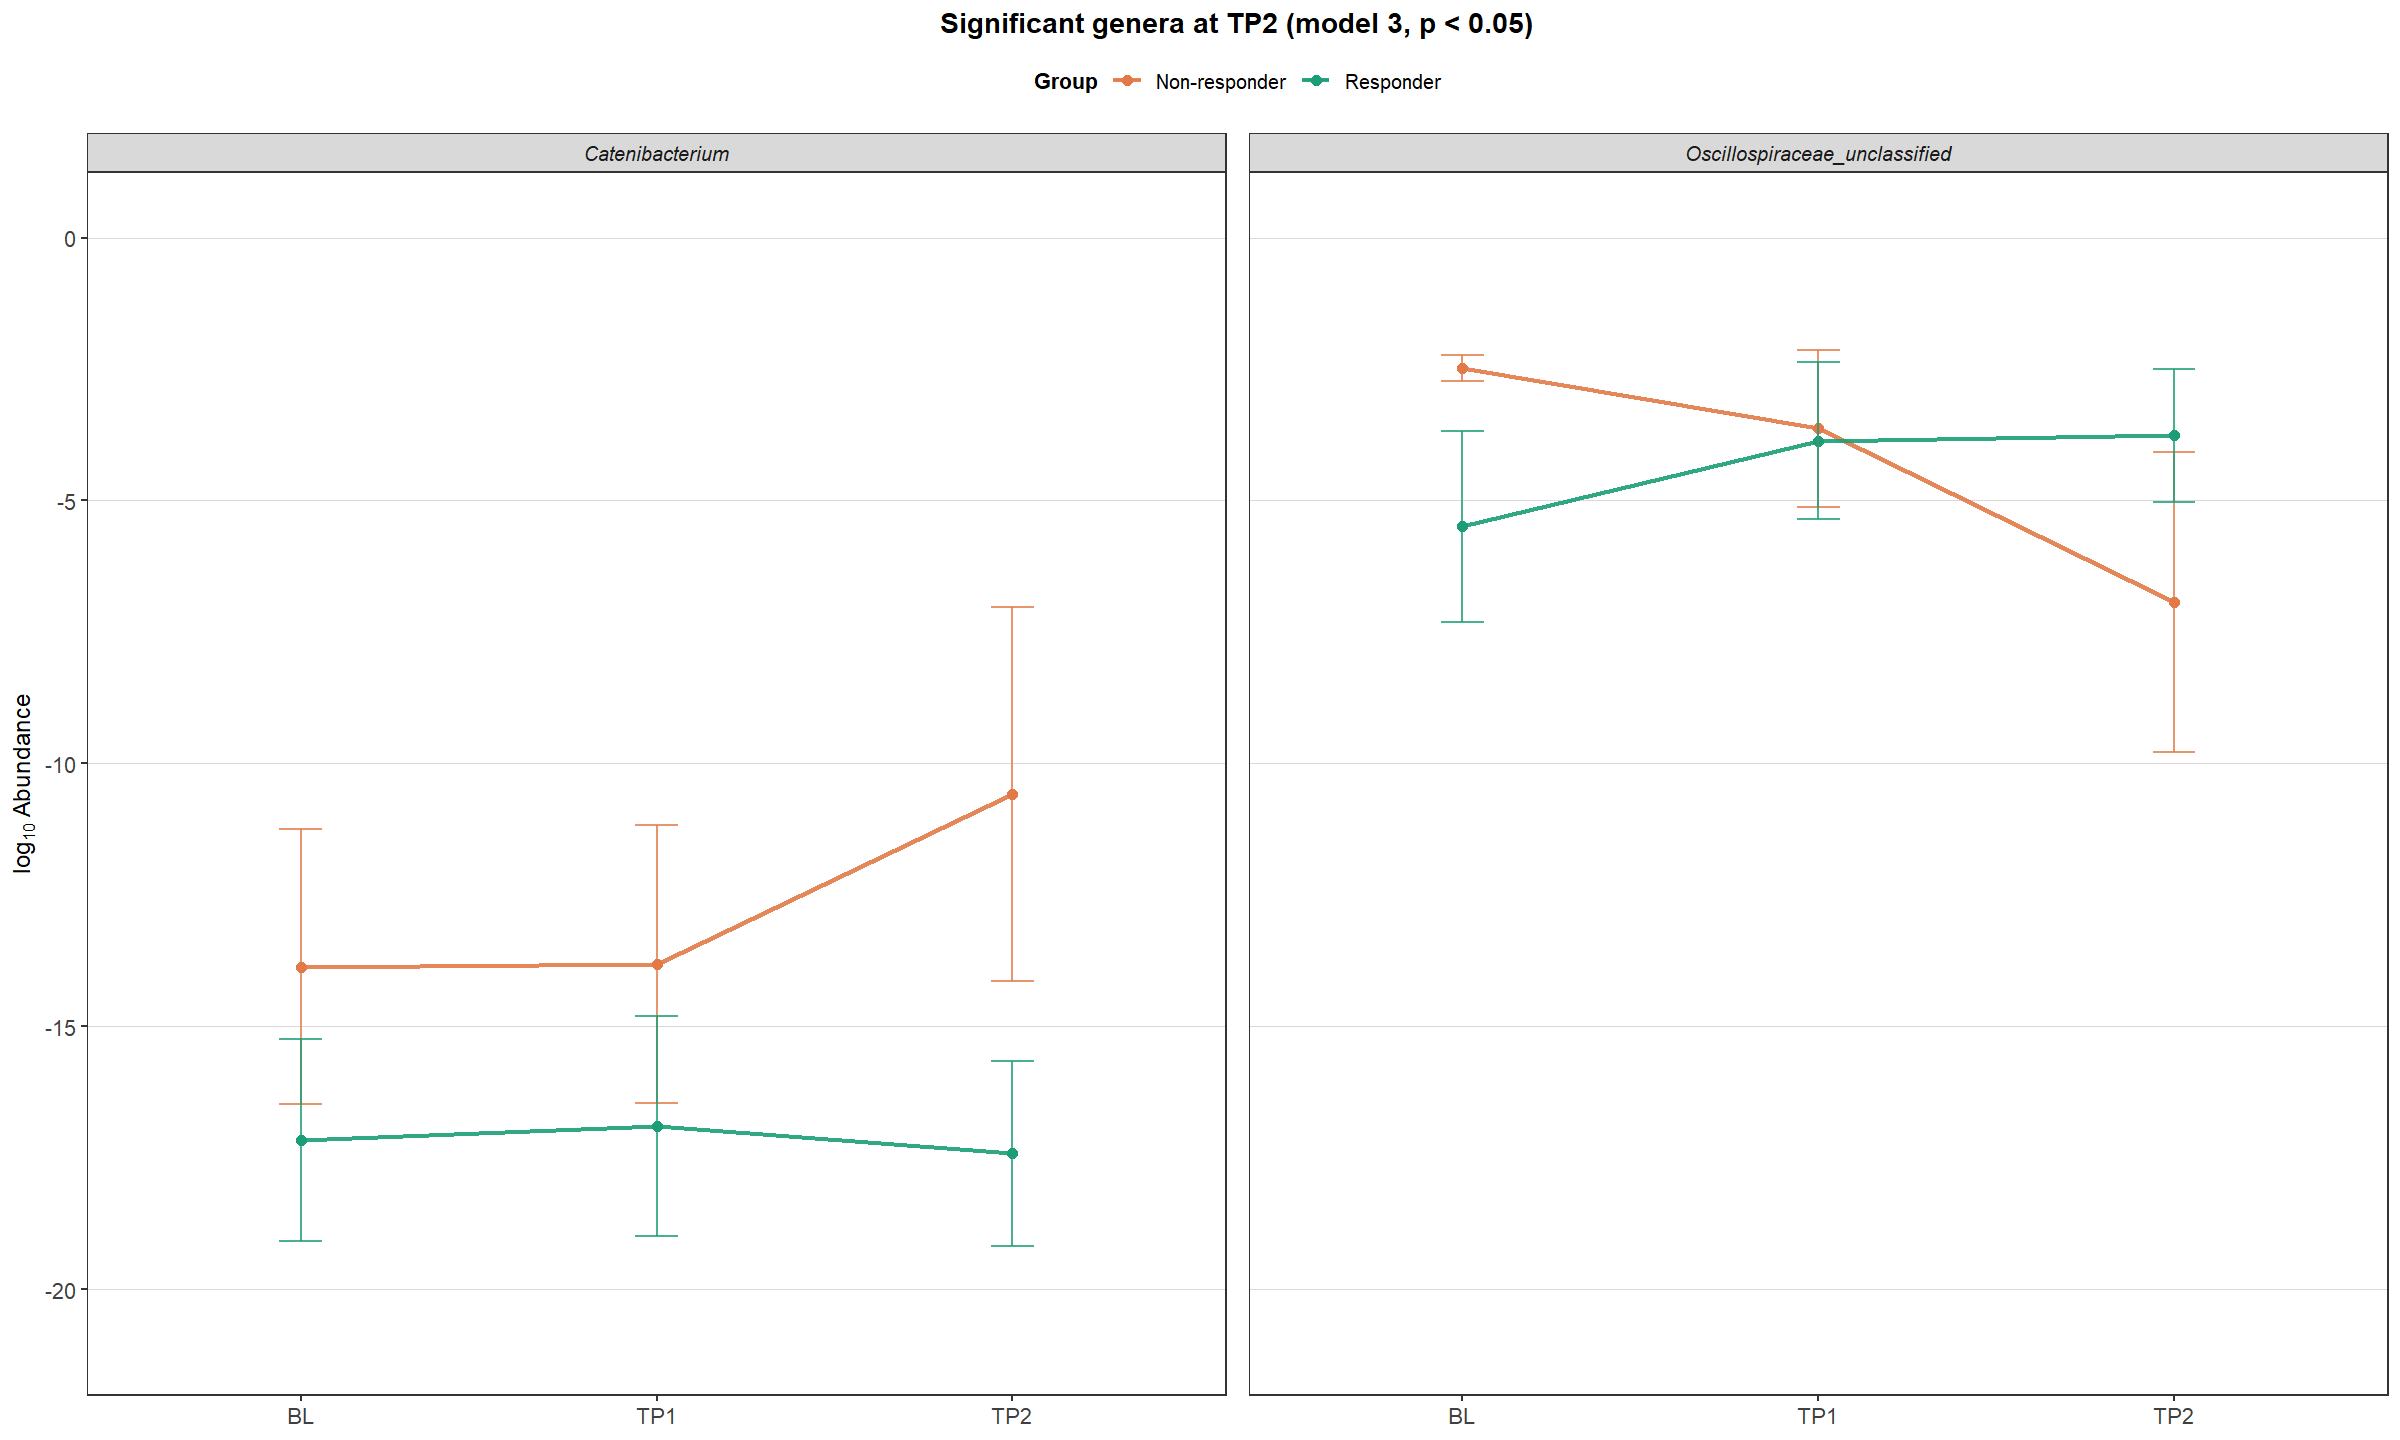 Significant genera at TP2 (model 3, p < 0.05)
Group Non-responder Responder
Catenibacterium
Oscillospiraceae_unclassified
log₁₀ Abundance
0
-5
-10
-15
-20
BL TP1 TP2
BL TP1 TP2